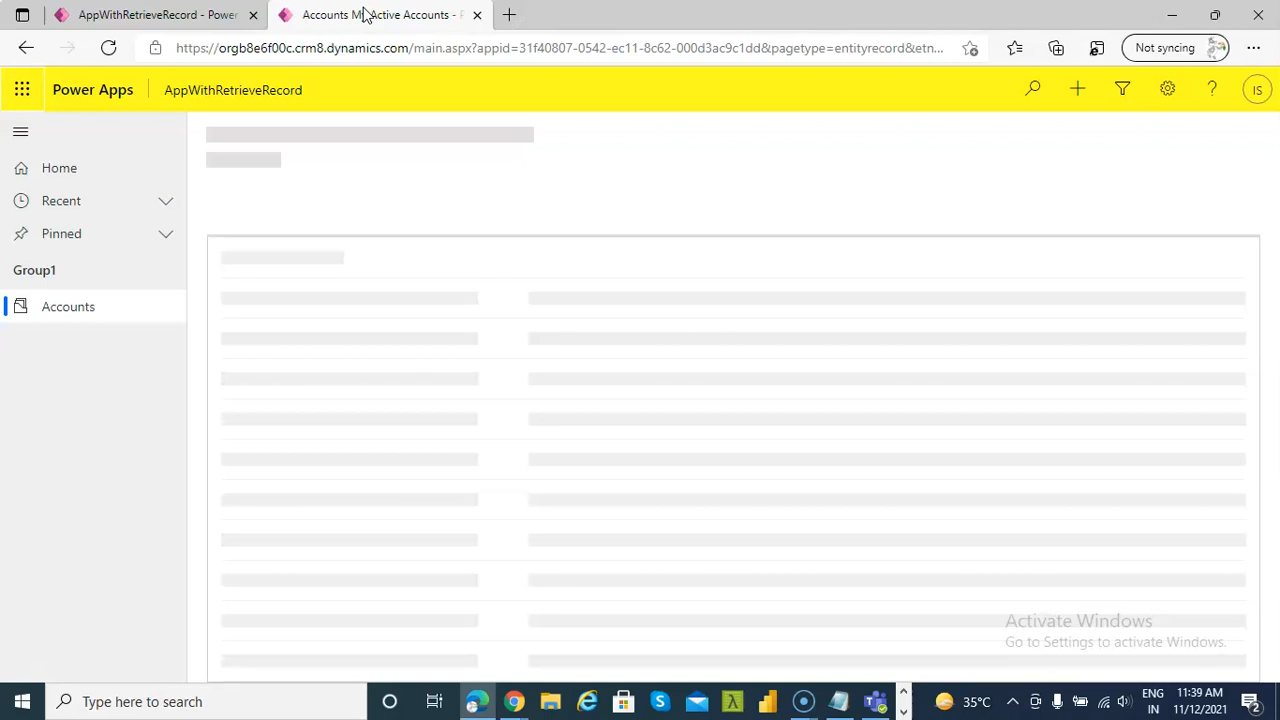 AppWithRetrieveRecord - Power
Accounts My Active Accounts - P
https://orgb8e6f00c.crm8.dynamics.com/main.aspx?appid=31f40807-0542-ec11-8c62-000d3ac9c1dd&pagetype=entityrecord&etn...
Not syncing
Power Apps
AppWithRetrieveRecord
IS
Home
Recent
Pinned
Group1
Accounts
Activate Windows
Go to Settings to activate Windows.
Type here to search
35°C
ENG
IN
11:39 AM
11/12/2021
2